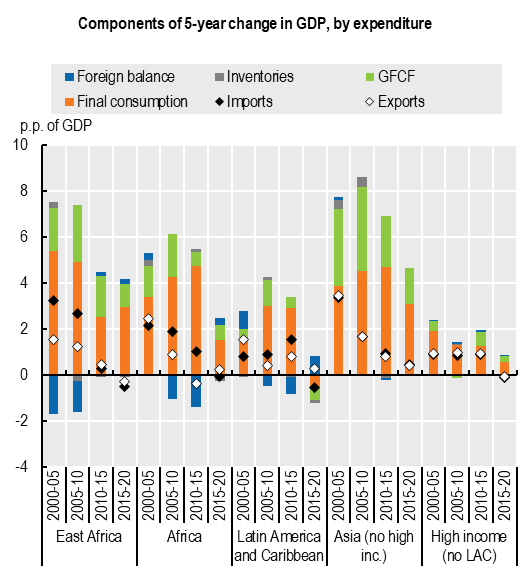 Components of 5-year change in GDP, by expenditure
Foreign balance Inventories GFCF
Final consumption Imports Exports
p.p. of GDP
10
8
6
4
2
0
-2
-4
2000-05 2005-10 2010-15 2015-20 2000-05 2005-10 2010-15 2015-20 2000-05 2005-10 2010-15 2015-20 2000-05 2005-10 2010-15 2015-20 2000-05 2005-10 2010-15 2015-20
East Africa Africa Latin America Asia (no high High income
and Caribbean inc.) (no LAC)